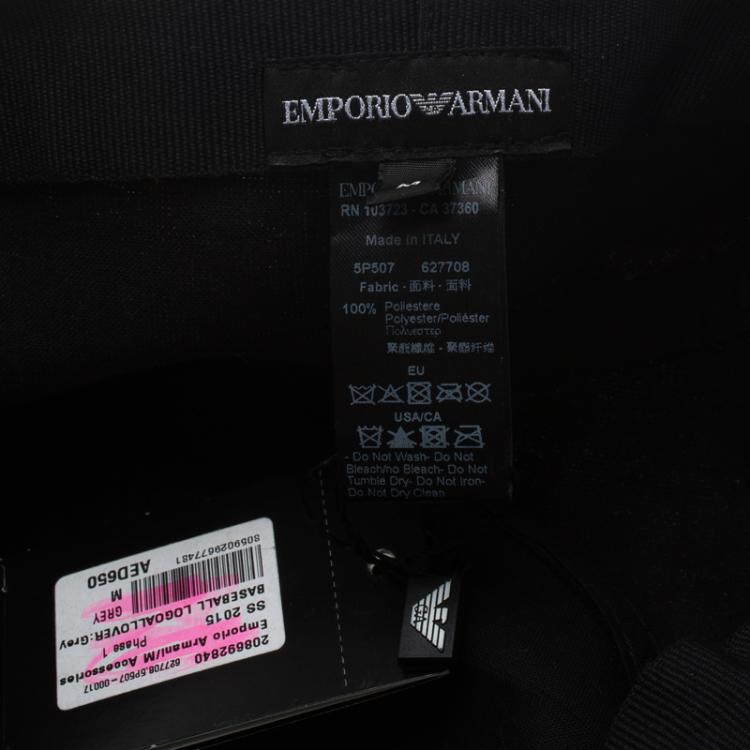 EMPORIO ARMANI
M
ARMANI
RN 103723 - CA 37360
Made in ITALY
5P507 627708
Fabric - 面料 - 面料
100% Poliestere
Polyester/Poliéster
Полиэстер
聚酯纖維 - 聚酯纤维
EU
USA/CA
- Do Not Wash- Do Not
Bleach/no Bleach- Do Not
Tumble Dry- Do Not Iron-
Do Not Dry Clean
208692840
627708.5P507-00017
Emporio Armani/M Accessories
SS 2015 Phase 1
BASEBALL LOGOALLOVER:Grey
GREY
M
AED650
8059029677481